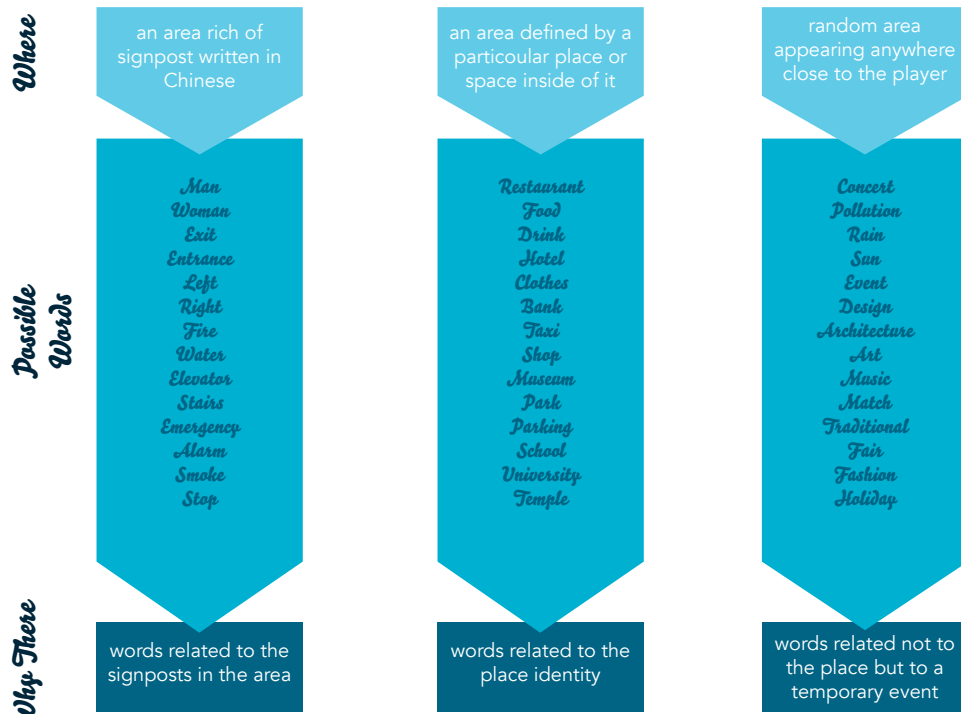 Where
an area rich of
signpost written in
Chinese
an area defined by a
particoular place or
space inside of it
random area
appearing anywhere
close to the player
Possible
Words
Man
Woman
Exit
Entrance
Left
Right
Fire
Water
Elevator
Stairs
Emergency
Alarm
Smoke
Stop
Restaurant
Food
Drink
Hotel
Clothes
Bank
Taxi
Shop
Museum
Park
Parking
School
University
Temple
Concert
Pollution
Rain
Sun
Event
Design
Architecture
Art
Music
Match
Traditional
Fair
Fashion
Holiday
Why There
words related to the
signposts in the area
words related to the
place identity
words related not to
the place but to a
temporary event